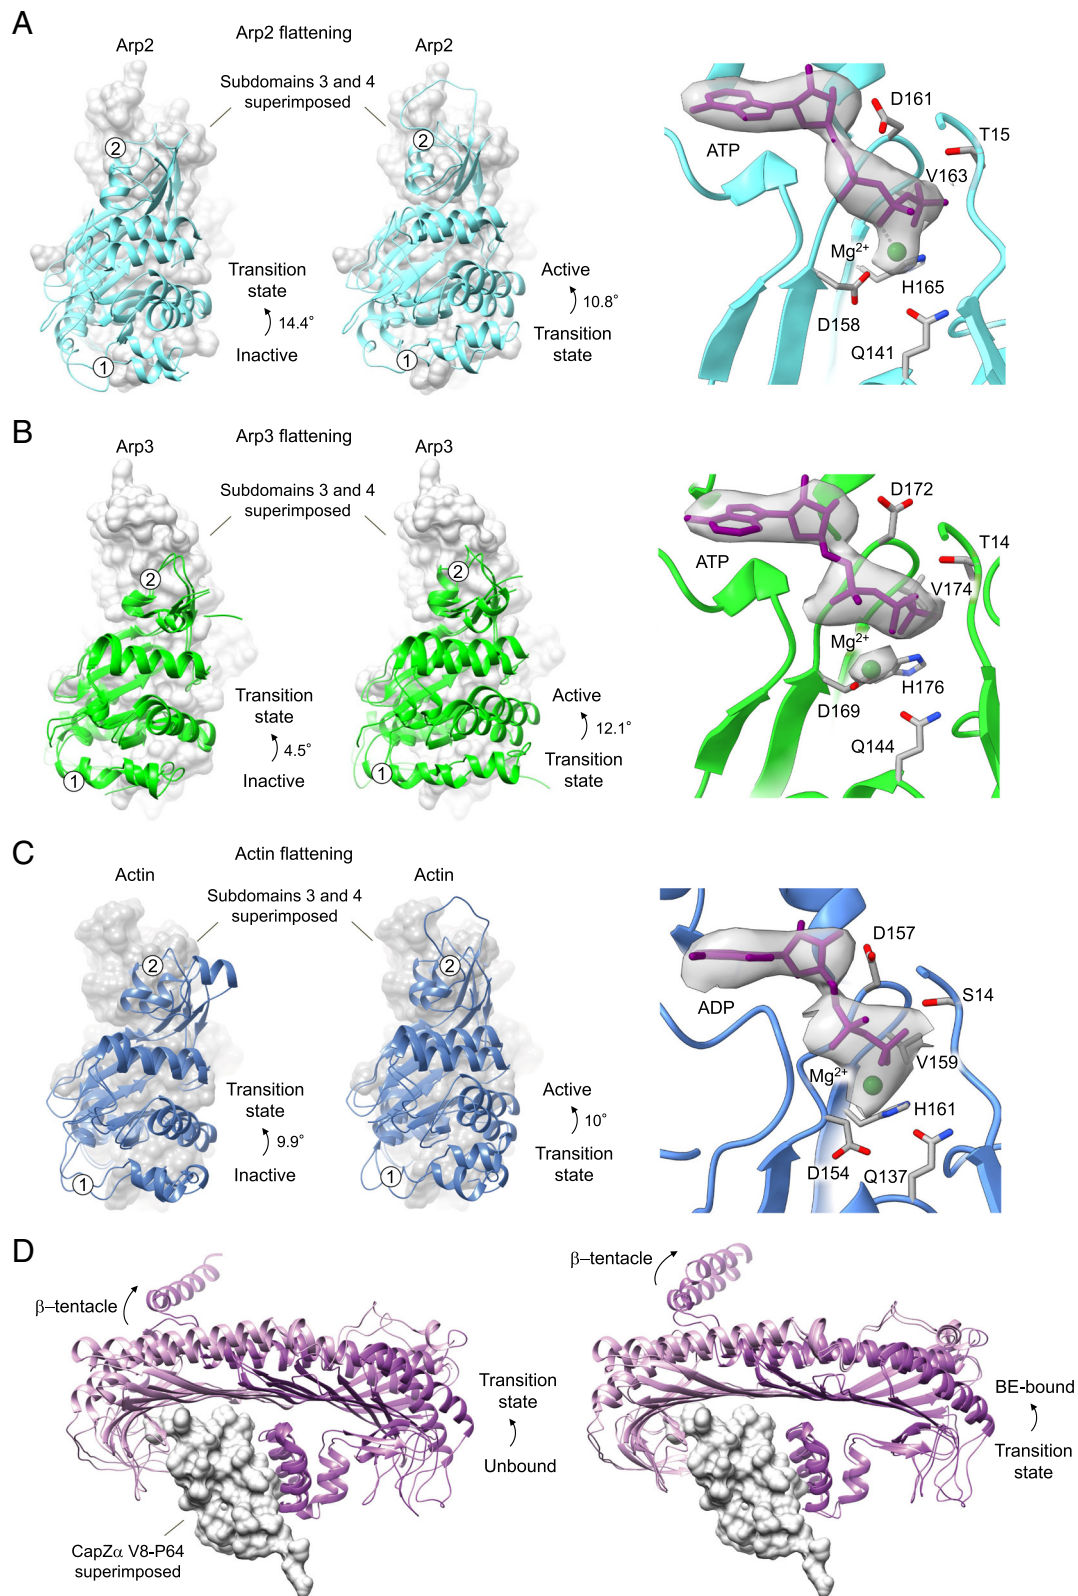 A
Arp2 flattening
Arp2
Arp2
Subdomains 3 and 4
superimposed
2
2
Transition
state
14.4°
Inactive
Active
10.8°
Transition
state
1
1
ATP
D161
T15
V163
Mg2+
H165
D158
Q141
B
Arp3 flattening
Arp3
Arp3
Subdomains 3 and 4
superimposed
2
2
Transition
state
4.5°
Inactive
Active
12.1°
Transition
state
1
1
D172
T14
ATP
V174
Mg2+
H176
D169
Q144
C
Actin flattening
Actin
Actin
Subdomains 3 and 4
superimposed
2
2
Transition
state
9.9°
Inactive
Active
10°
Transition
state
1
1
D157
S14
ADP
V159
Mg2+
H161
D154
Q137
D
β–tentacle
Transition
state
Unbound
CapZα V8-P64
superimposed
β–tentacle
BE-bound
Transition
state